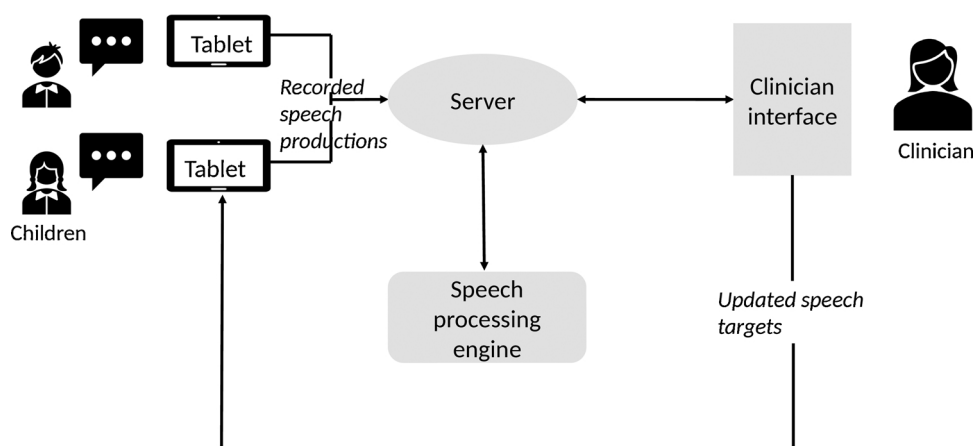 Tablet
Recorded
speech
productions
Tablet
Children
Server
Speech
processing
engine
Clinician
interface
Clinician
Updated speech
targets